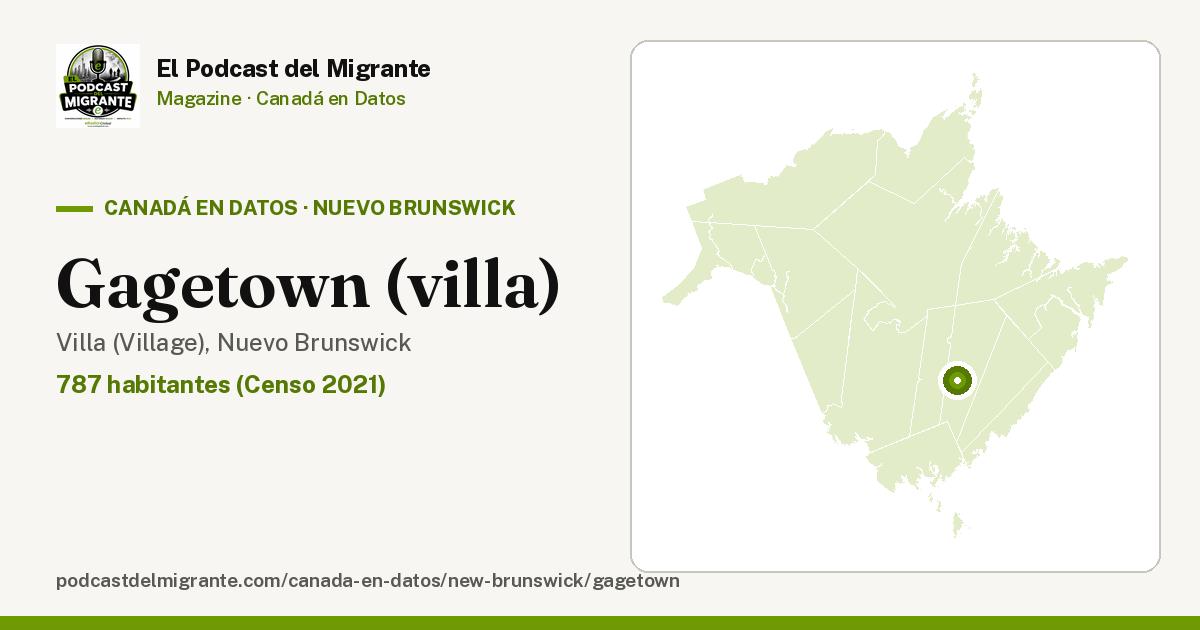 EL
PODCAST
DEL
MIGRANTE
El Podcast del Migrante
Magazine · Canadá en Datos
CANADÁ EN DATOS · NUEVO BRUNSWICK
Gagetown (villa)
Villa (Village), Nuevo Brunswick
787 habitantes (Censo 2021)
podcastdelmigrante.com/canada-en-datos/new-brunswick/gagetown